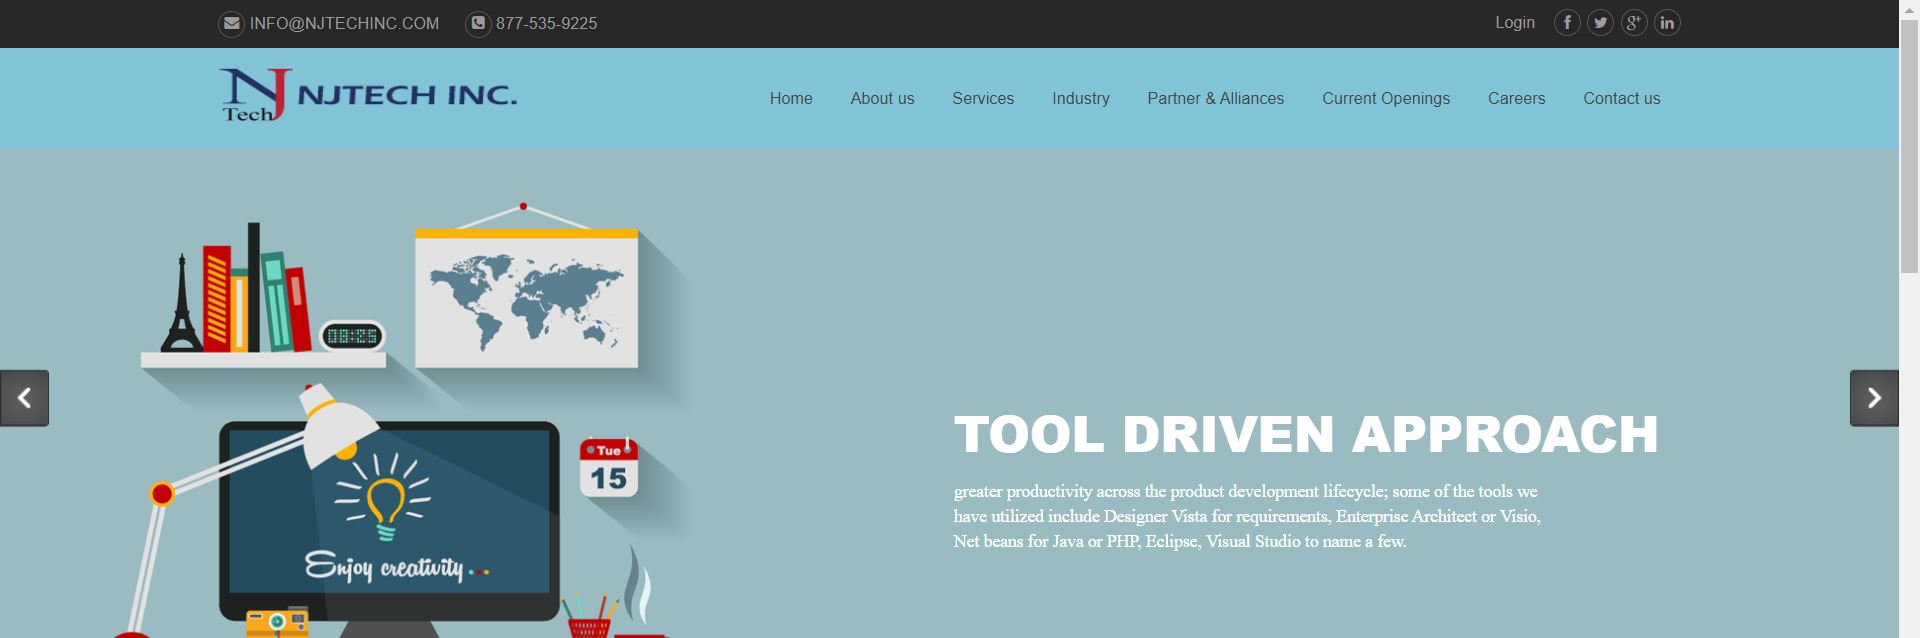 INFO@NJTECHINC.COM 877-535-9225 Login
NJ Tech NJTECH INC.
Home About us Services Industry Partner & Alliances Current Openings Careers Contact us
08:25
TOOL DRIVEN APPROACH
Tue
15
greater productivity across the product development lifecycle; some of the tools we
have utilized include Designer Vista for requirements, Enterprise Architect or Visio,
Net beans for Java or PHP, Eclipse, Visual Studio to name a few.
Enjoy creativity...